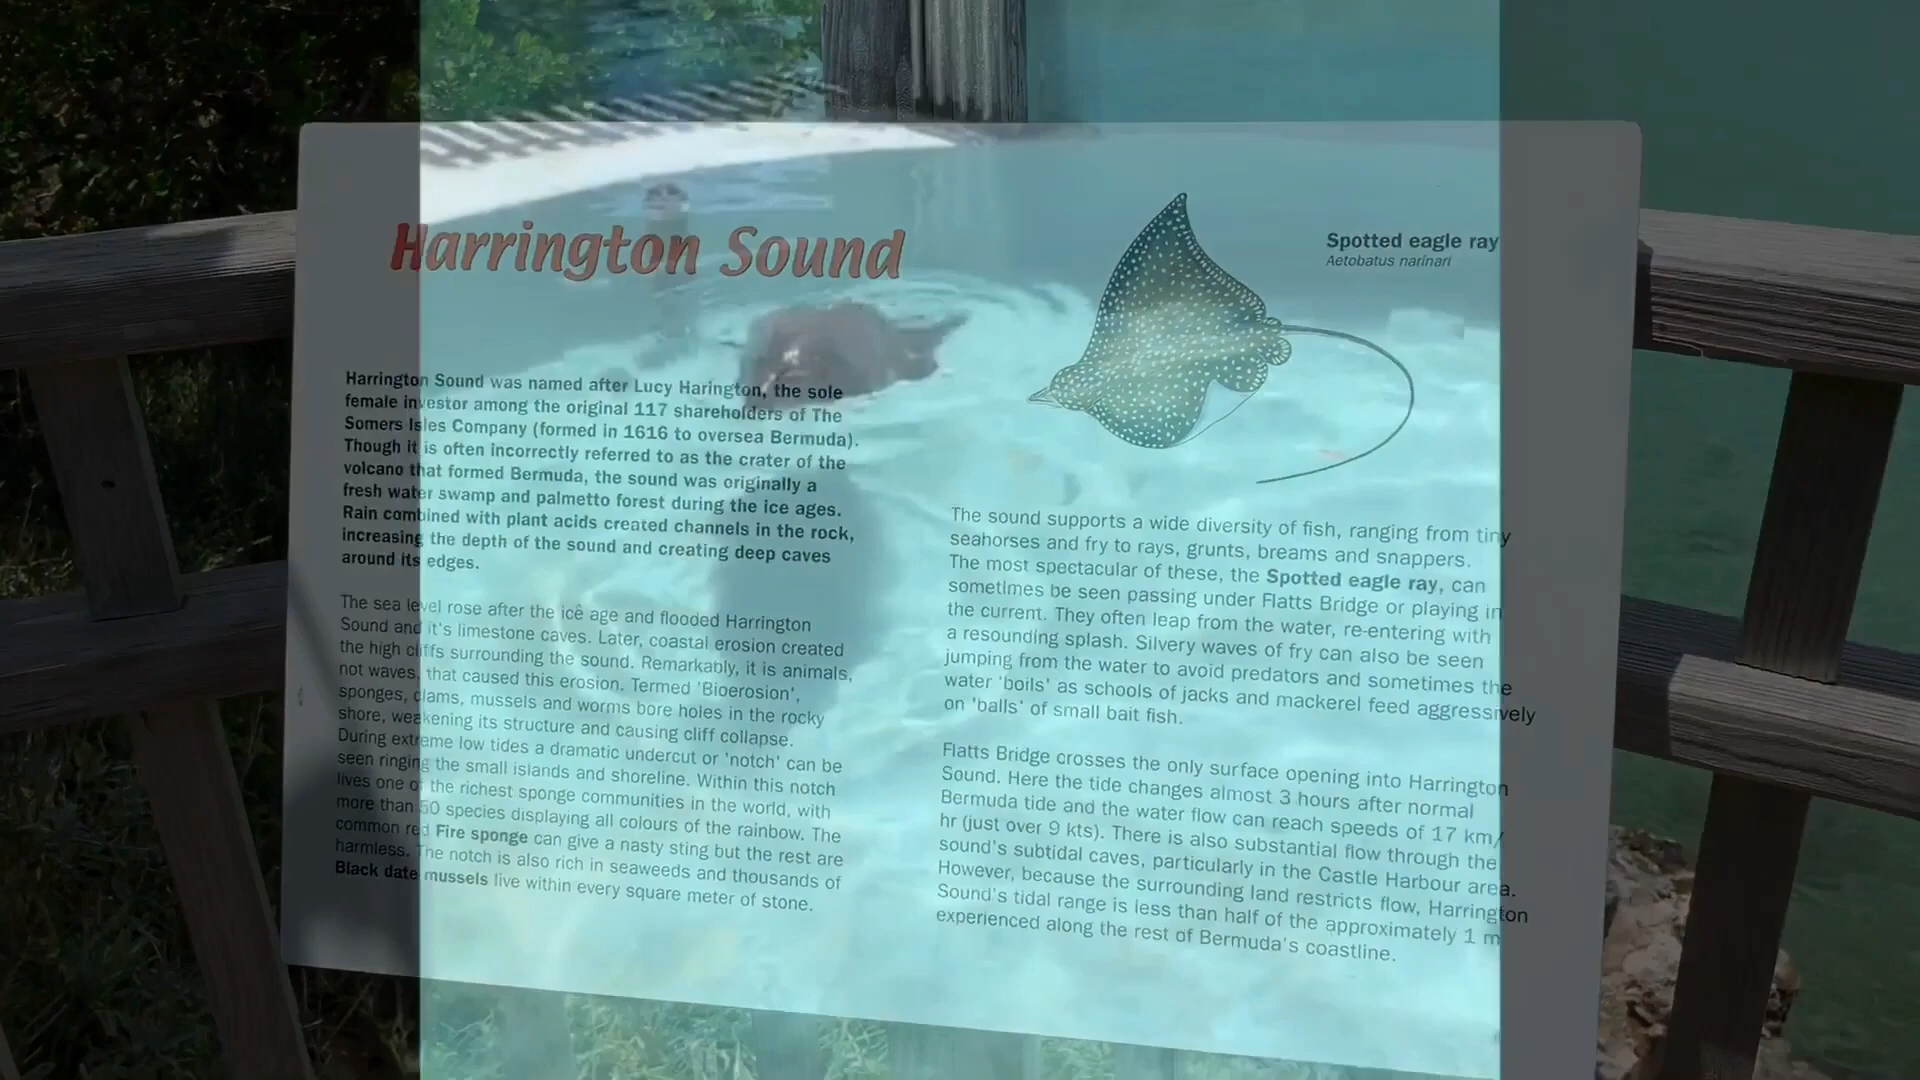 Harrington Sound
Harrington Sound was named after Lucy Harington, the sole
female investor among the original 117 shareholders of The
Somers Isles Company (formed in 1616 to oversea Bermuda).
Though it is often incorrectly referred to as the crater of the
volcano that formed Bermuda, the sound was originally a
fresh water swamp and palmetto forest during the ice ages.
Rain combined with plant acids created channels in the rock,
increasing the depth of the sound and creating deep caves
around its edges.
The sea level rose after the ice age and flooded Harrington
Sound and it's limestone caves. Later, coastal erosion created
the high cliffs surrounding the sound. Remarkably, it is animals,
not waves, that caused this erosion. Termed 'Bioerosion',
sponges, clams, mussels and worms bore holes in the rocky
shore, weakening its structure and causing cliff collapse.
During extreme low tides a dramatic undercut or 'notch' can be
seen ringing the small islands and shoreline. Within this notch
lives one of the richest sponge communities in the world, with
more than 50 species displaying all colours of the rainbow. The
common red Fire sponge can give a nasty sting but the rest are
harmless. The notch is also rich in seaweeds and thousands of
Black date mussels live within every square meter of stone.
Spotted eagle ray
Aetobatus narinari
The sound supports a wide diversity of fish, ranging from tiny
seahorses and fry to rays, grunts, breams and snappers.
The most spectacular of these, the Spotted eagle ray, can
sometimes be seen passing under Flatts Bridge or playing in
the current. They often leap from the water, re-entering with
a resounding splash. Silvery waves of fry can also be seen
jumping from the water to avoid predators and sometimes the
water 'boils' as schools of jacks and mackerel feed aggressively
on 'balls' of small bait fish.
Flatts Bridge crosses the only surface opening into Harrington
Sound. Here the tide changes almost 3 hours after normal
Bermuda tide and the water flow can reach speeds of 17 km/
hr (just over 9 kts). There is also substantial flow through the
sound's subtidal caves, particularly in the Castle Harbour area.
However, because the surrounding land restricts flow, Harrington
Sound's tidal range is less than half of the approximately 1 m
experienced along the rest of Bermuda's coastline.